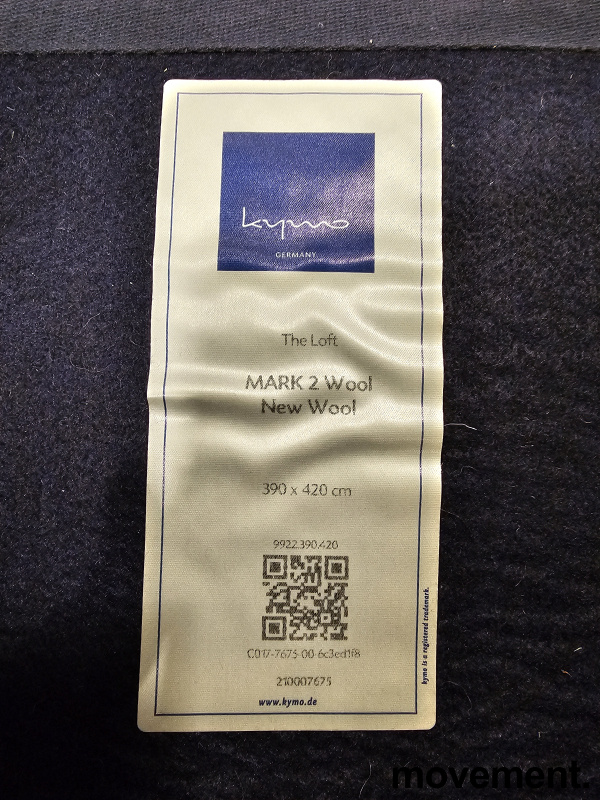 kymo
GERMANY
The Loft
MARK 2 Wool
New Wool
390 x 420 cm
9922.390.420
C017-7675-00-6c3ed1f8
210007675
www.kymo.de
kymo is a registered trademark.
movement.